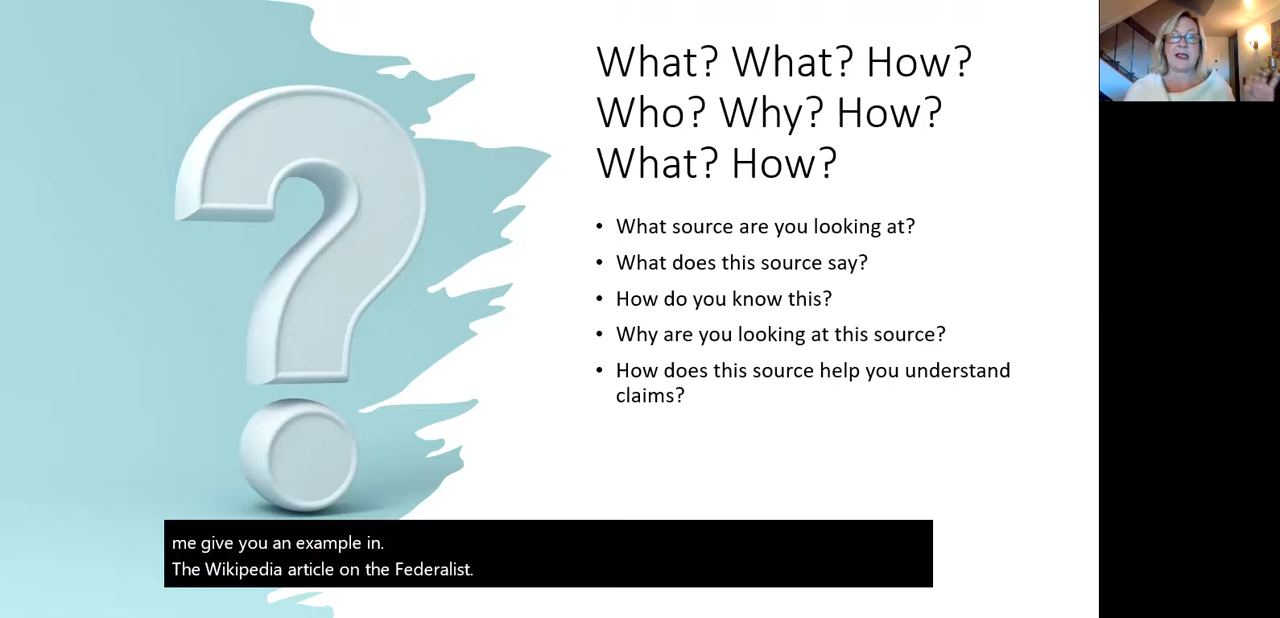 What? What? How?
Who? Why? How?
What? How?
• What source are you looking at?
• What does this source say?
• How do you know this?
• Why are you looking at this source?
• How does this source help you understand
claims?
me give you an example in.
The Wikipedia article on the Federalist.